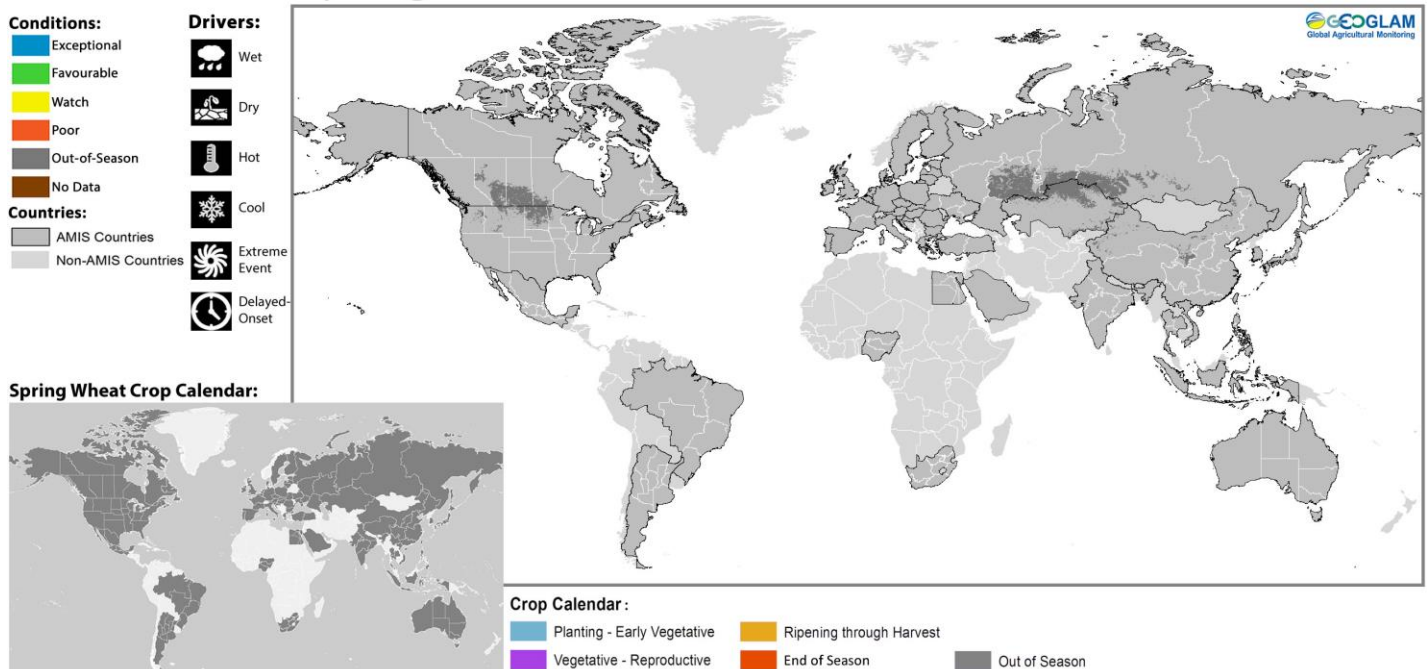 Conditions:
Exceptional
Favourable
Watch
Poor
Out-of-Season
No Data
Countries:
AMIS Countries
Non-AMIS Countries
Drivers:
Wet
Dry
Hot
Cool
Extreme
Event
Delayed-
Onset
GEOGLAM
Global Agricultural Monitoring
Spring Wheat Crop Calendar:
Crop Calendar :
Planting - Early Vegetative
Vegetative - Reproductive
Ripening through Harvest
End of Season
Out of Season